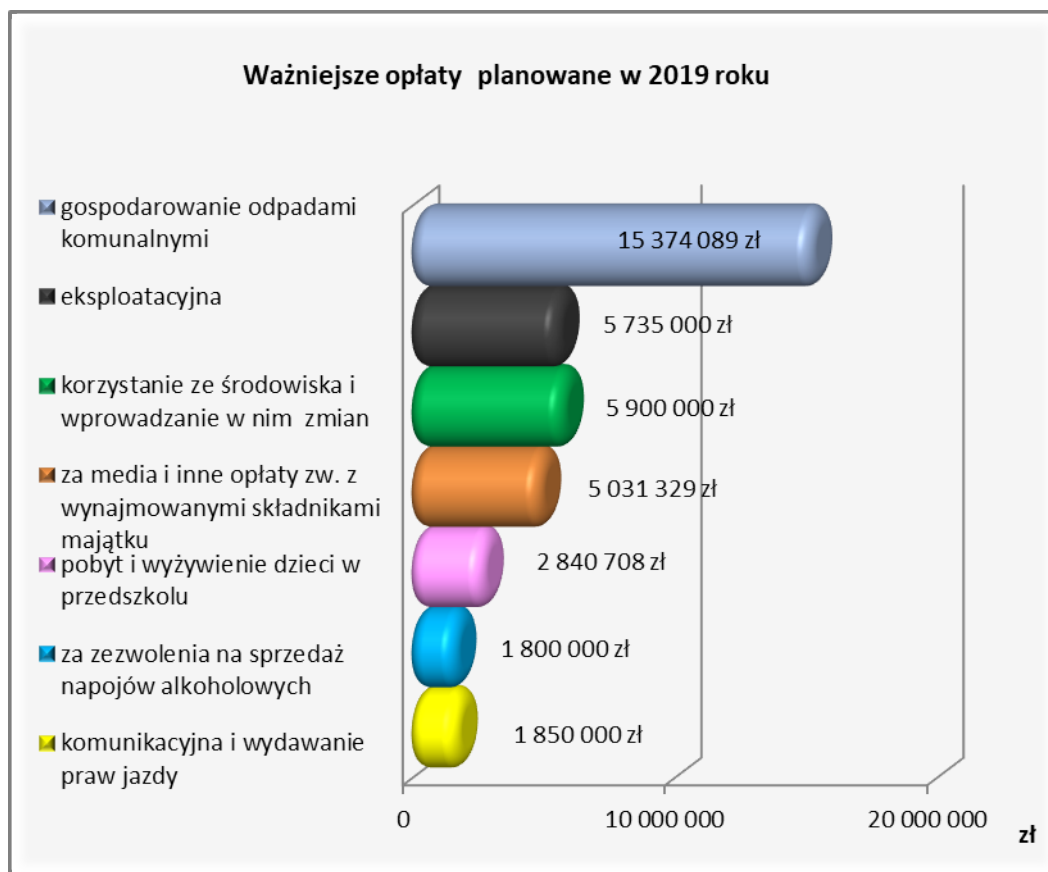 Ważniejsze opłaty planowane w 2019 roku
gospodarowanie odpadami
komunalnymi
15 374 089 zł
eksploatacyjna
5 735 000 zł
korzystanie ze środowiska i
wprowadzanie w nim zmian
5 900 000 zł
za media i inne opłaty zw. z
wynajmowanymi składnikami
majątku
5 031 329 zł
pobyt i wyżywienie dzieci w
przedszkolu
2 840 708 zł
za zezwolenia na sprzedaż
napojów alkoholowych
1 800 000 zł
komunikacyjna i wydawanie
praw jazdy
1 850 000 zł
0 10 000 000 20 000 000
zł